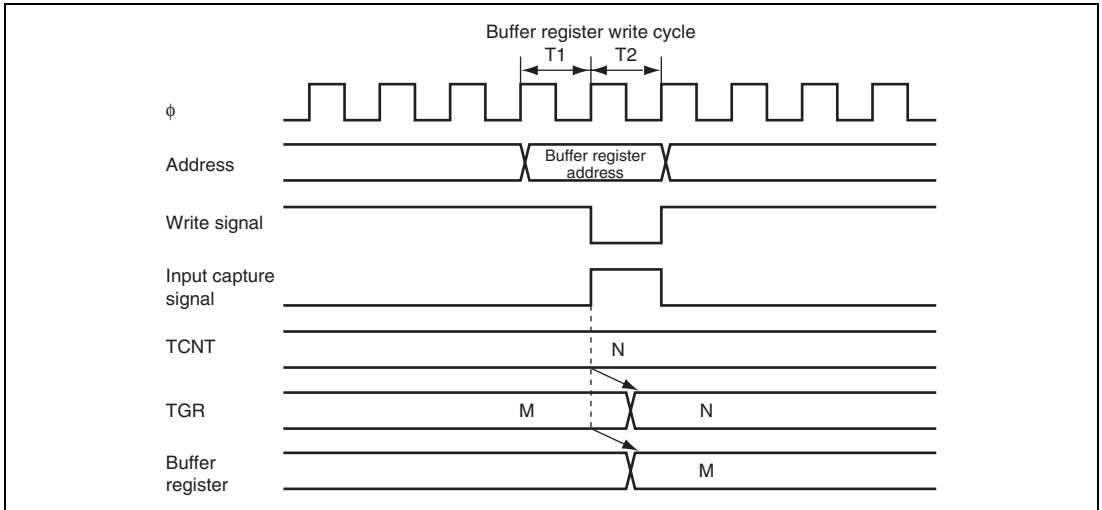 Buffer register write cycle
T1 T2
φ
Address
Buffer register
address
Write signal
Input capture
signal
TCNT
N
TGR
M N
Buffer
register
M